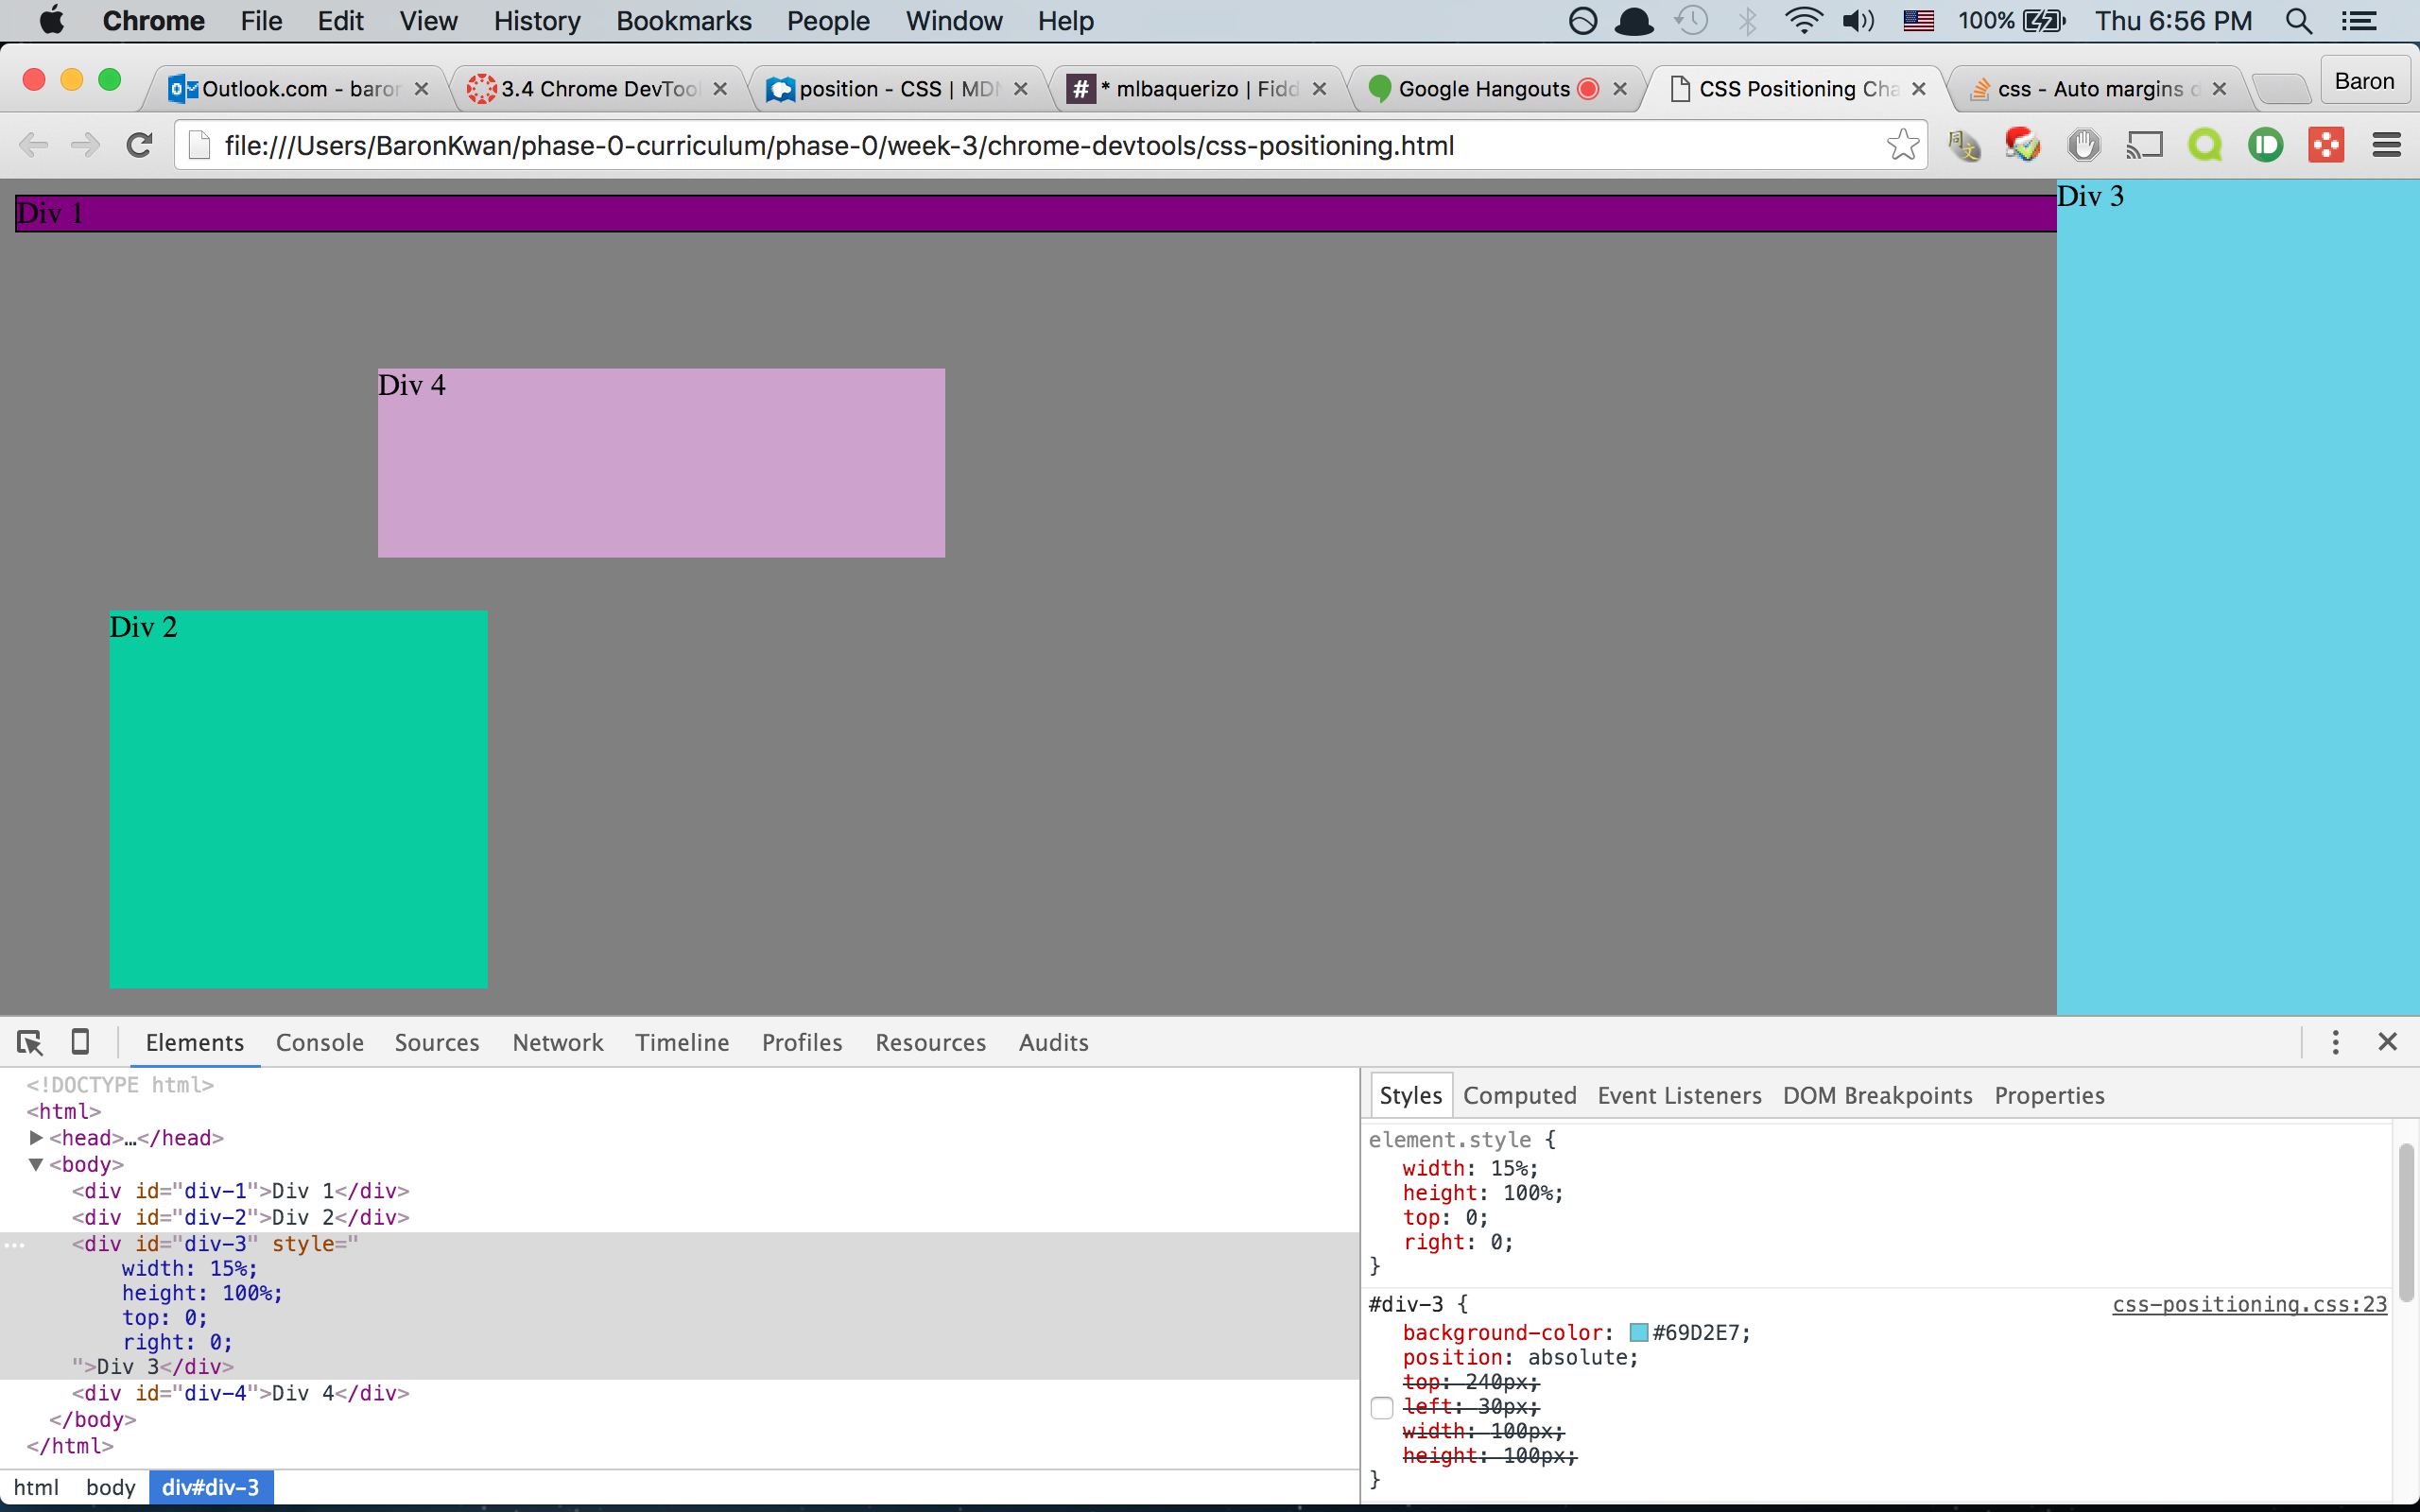 Chrome File Edit View History Bookmarks People Window Help 100% Thu 6:56 PM
Outlook.com - baror 3.4 Chrome DevTool position - CSS | MDN # * mlbaquerizo | Fidd Google Hangouts CSS Positioning Cha css - Auto margins Baron
file:///Users/BaronKwan/phase-0-curriculum/phase-0/week-3/chrome-devtools/css-positioning.html
Div 1
Div 3
Div 4
Div 2
Elements Console Sources Network Timeline Profiles Resources Audits
<!DOCTYPE html>
<html>
<head>…</head>
<body>
<div id="div-1">Div 1</div>
<div id="div-2">Div 2</div>
<div id="div-3" style="
width: 15%;
height: 100%;
top: 0;
right: 0;
">Div 3</div>
<div id="div-4">Div 4</div>
</body>
</html>
html body div#div-3
Styles Computed Event Listeners DOM Breakpoints Properties
element.style {
width: 15%;
height: 100%;
top: 0;
right: 0;
}
#div-3 { css-positioning.css:23
background-color: #69D2E7;
position: absolute;
top: 240px;
left: 30px;
width: 100px;
height: 100px;
}